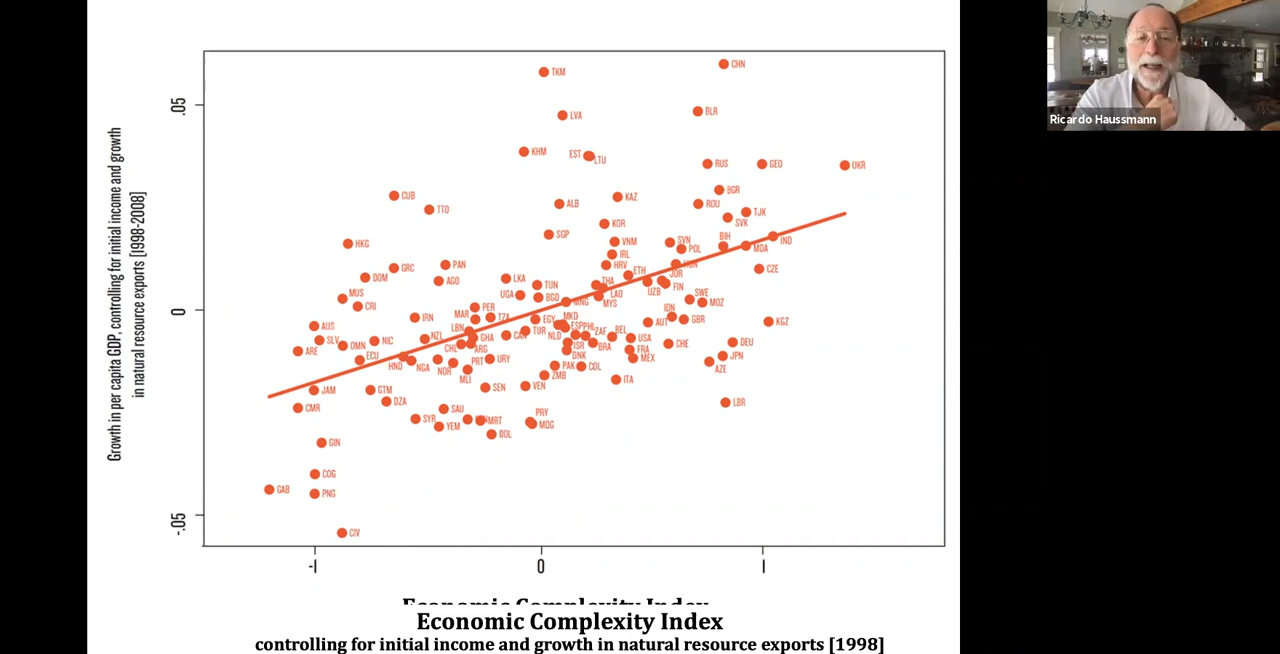 Growth in per capita GDP, controlling for initial income and growth
in natural resource exports [1998-2008]
.05
0
-.05
-1
0
1
TKM
CHN
BLR
LVA
KHM
EST
LTU
RUS
GEO
UKR
CUB
TTO
ALB
KAZ
BGR
ROU
TJK
SVK
KOR
SGP
HKG
VNM
IRL
SVN
POL
BIH
MDA
IND
GRC
PAN
HRV
ETH
JOR
CZE
DOM
AGO
LKA
TUN
THA
UZB
FIN
MUS
CRI
UGA
BGD
LAO
MNG
MYS
SWE
MOZ
PER
MAR
IRN
TZA
EGY
MKD
AUT
GBR
KGZ
AUS
SLV
NIC
NZL
LBN
GHA
CAN
TUR
NLD
ESP
PHL
ZAF
BEL
USA
CHE
DEU
ARE
OMN
ECU
CHL
ARG
ISR
BRA
FRA
MEX
JPN
AZE
HND
NGA
NOR
PRT
URY
DNK
PAK
COL
MLI
ZMB
ITA
JAM
GTM
DZA
SEN
VEN
LBR
CMR
SAU
SYR
YEM
MRT
BOL
PRY
MDG
GIN
COG
GAB
PNG
CIV
Economic Complexity Index
Economic Complexity Index
controlling for initial income and growth in natural resource exports [1998]
Ricardo Haussmann